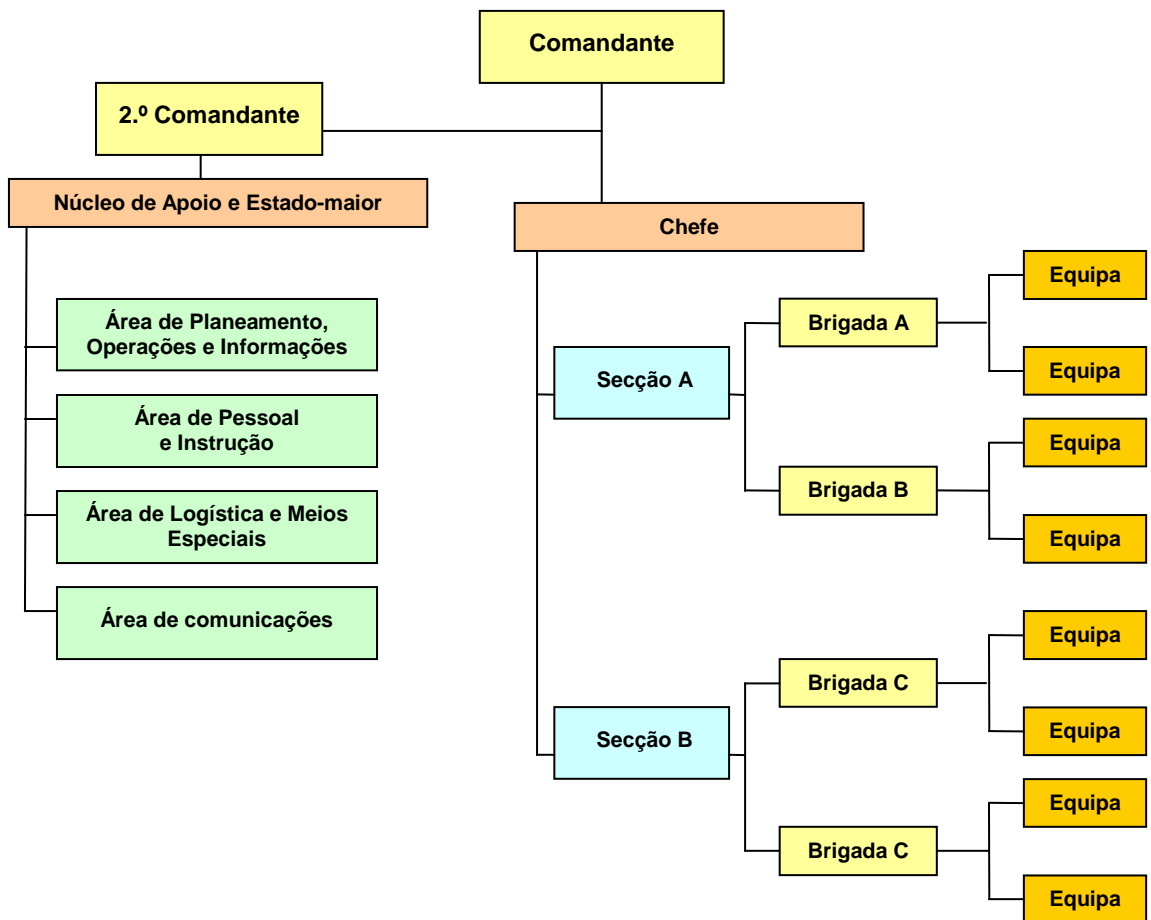 Comandante
2.º Comandante
Núcleo de Apoio e Estado-maior
Área de Planeamento,
Operações e Informações
Área de Pessoal
e Instrução
Área de Logística e Meios
Especiais
Área de comunicações
Chefe
Secção A
Brigada A
Equipa
Equipa
Brigada B
Equipa
Equipa
Secção B
Brigada C
Equipa
Equipa
Brigada C
Equipa
Equipa